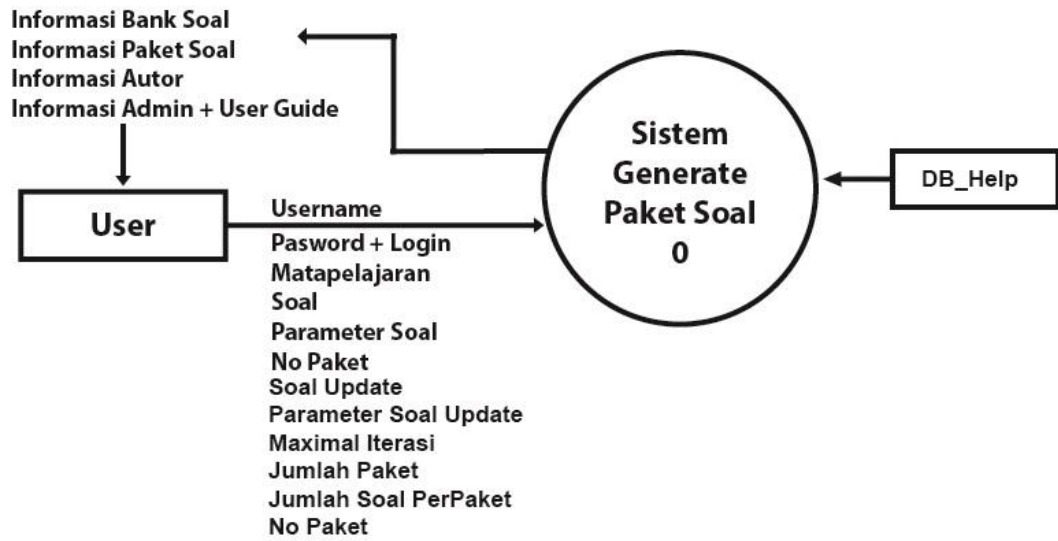 Informasi Bank Soal
Informasi Paket Soal
Informasi Autor
Informasi Admin + User Guide
User
Username
Pasword + Login
Matapelajaran
Soal
Parameter Soal
No Paket
Soal Update
Parameter Soal Update
Maximal Iterasi
Jumlah Paket
Jumlah Soal PerPaket
No Paket
Sistem
Generate
Paket Soal
0
DB_Help